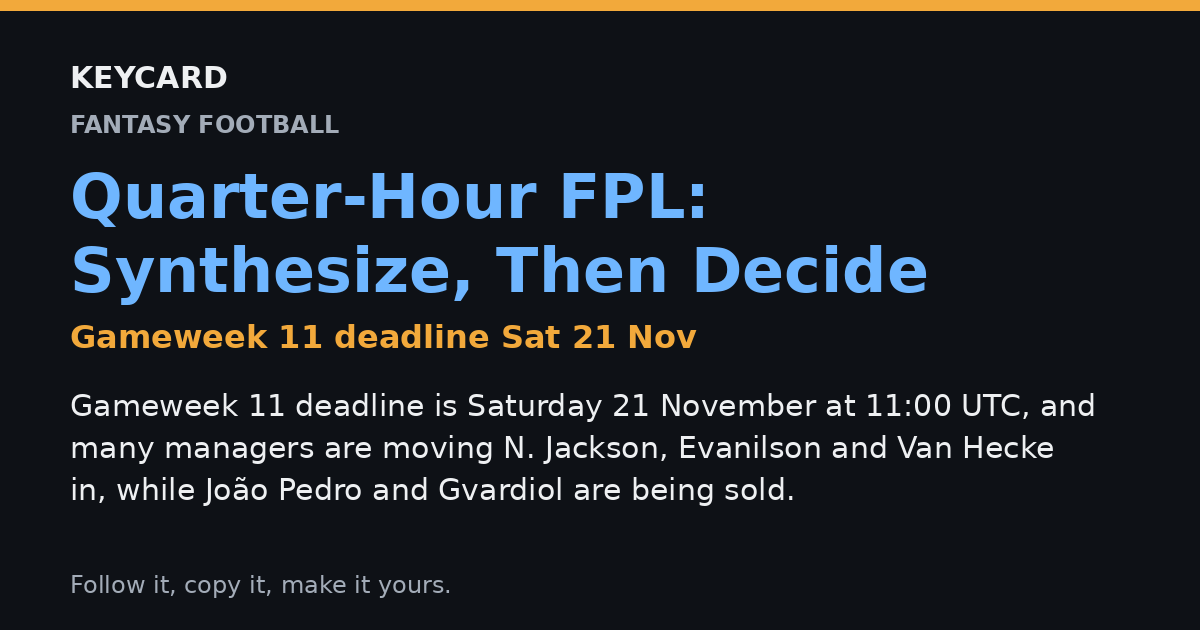 KEYCARD
FANTASY FOOTBALL
Quarter-Hour FPL:
Synthesize, Then Decide
Gameweek 11 deadline Sat 21 Nov
Gameweek 11 deadline is Saturday 21 November at 11:00 UTC, and
many managers are moving N. Jackson, Evanilson and Van Hecke
in, while João Pedro and Gvardiol are being sold.
Follow it, copy it, make it yours.